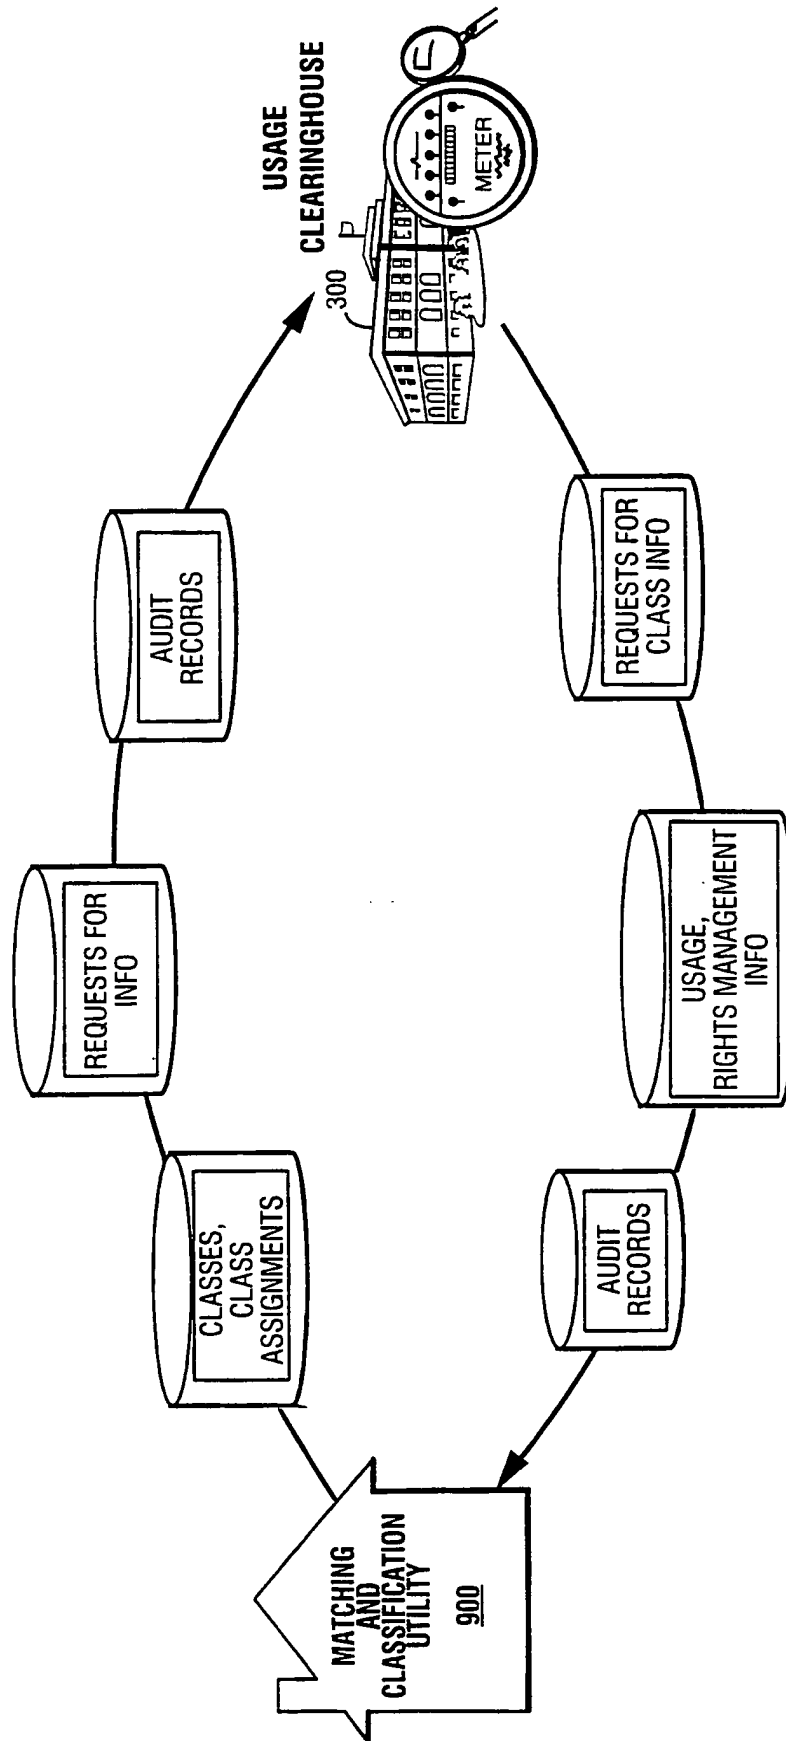 USAGE
CLEARINGHOUSE
300
METER
AUDIT
RECORDS
REQUESTS FOR
INFO
CLASSES,
CLASS
ASSIGNMENTS
MATCHING
AND
CLASSIFICATION
UTILITY
900
REQUESTS FOR
CLASS INFO
USAGE,
RIGHTS MANAGEMENT
INFO
AUDIT
RECORDS